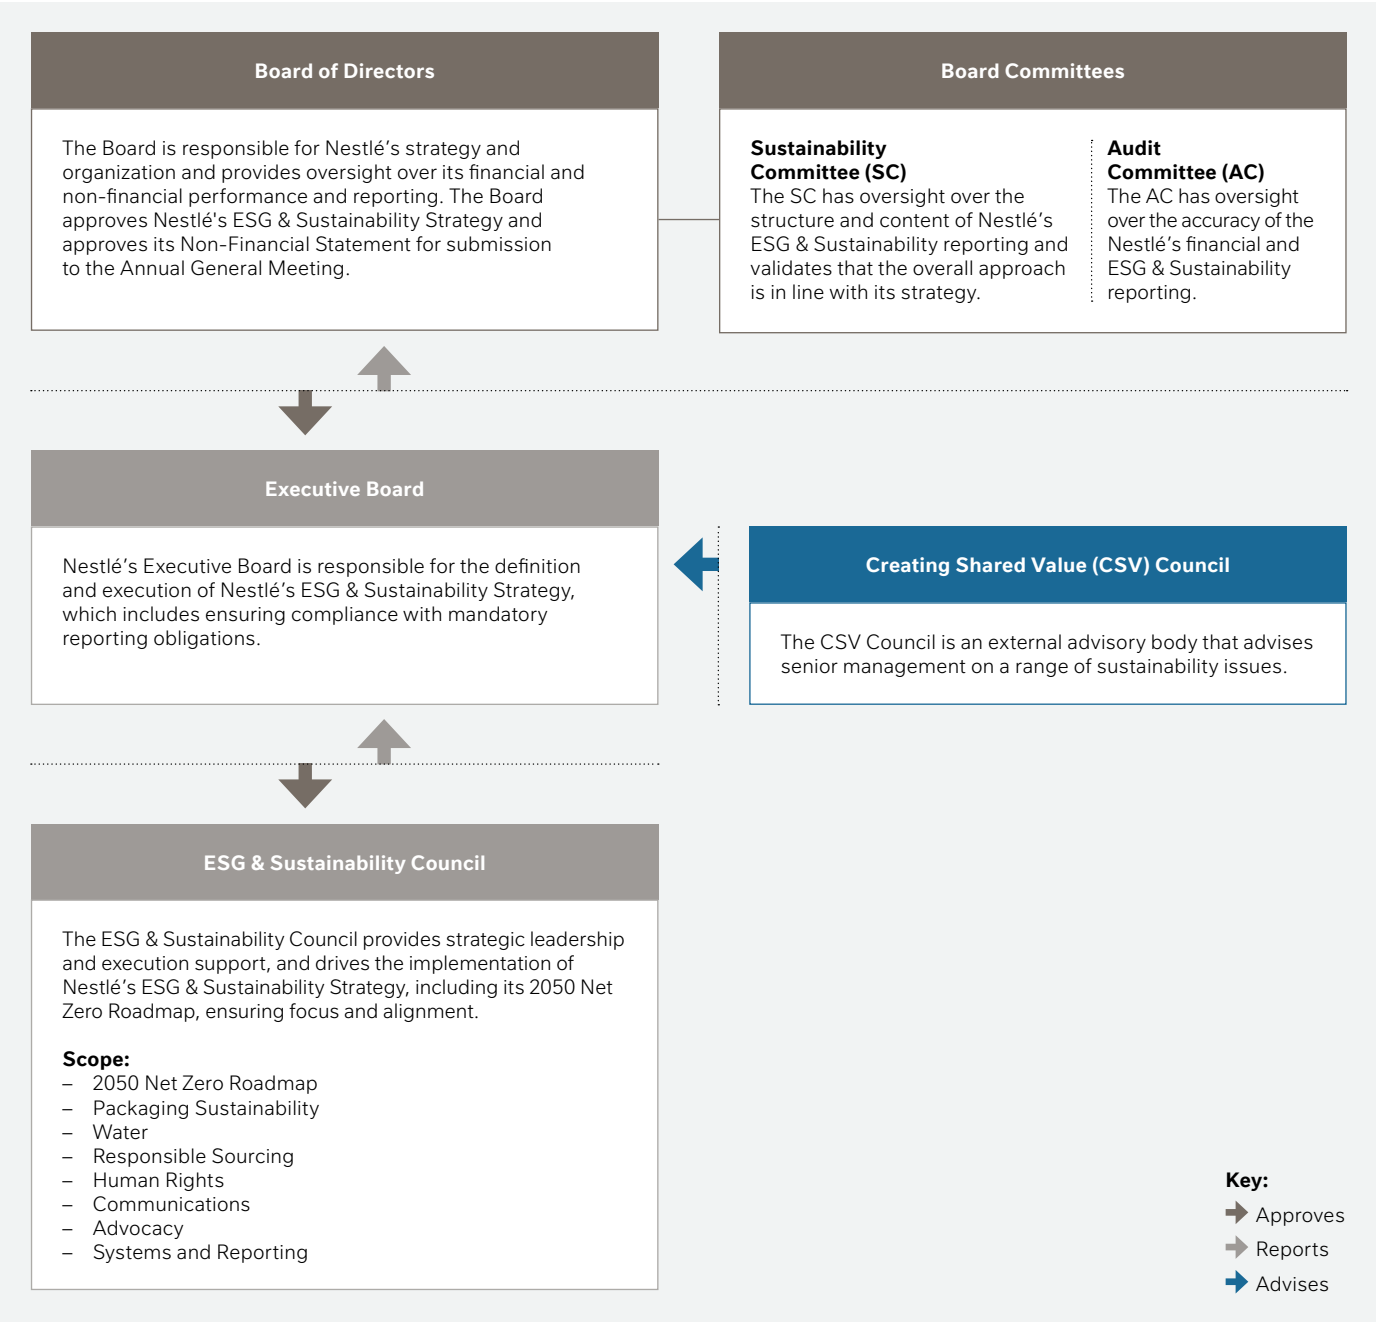 Board of Directors
The Board is responsible for Nestlé’s strategy and
organization and provides oversight over its financial and
non-financial performance and reporting. The Board
approves Nestlé's ESG & Sustainability Strategy and
approves its Non-Financial Statement for submission
to the Annual General Meeting.
Board Committees
Sustainability
Committee (SC)
The SC has oversight over the
structure and content of Nestlé’s
ESG & Sustainability reporting and
validates that the overall approach
is in line with its strategy.
Audit
Committee (AC)
The AC has oversight
over the accuracy of the
Nestlé’s financial and
ESG & Sustainability
reporting.
Executive Board
Nestlé’s Executive Board is responsible for the definition
and execution of Nestlé’s ESG & Sustainability Strategy,
which includes ensuring compliance with mandatory
reporting obligations.
Creating Shared Value (CSV) Council
The CSV Council is an external advisory body that advises
senior management on a range of sustainability issues.
ESG & Sustainability Council
The ESG & Sustainability Council provides strategic leadership
and execution support, and drives the implementation of
Nestlé’s ESG & Sustainability Strategy, including its 2050 Net
Zero Roadmap, ensuring focus and alignment.
Scope:
– 2050 Net Zero Roadmap
– Packaging Sustainability
– Water
– Responsible Sourcing
– Human Rights
– Communications
– Advocacy
– Systems and Reporting
Key:
Approves
Reports
Advises